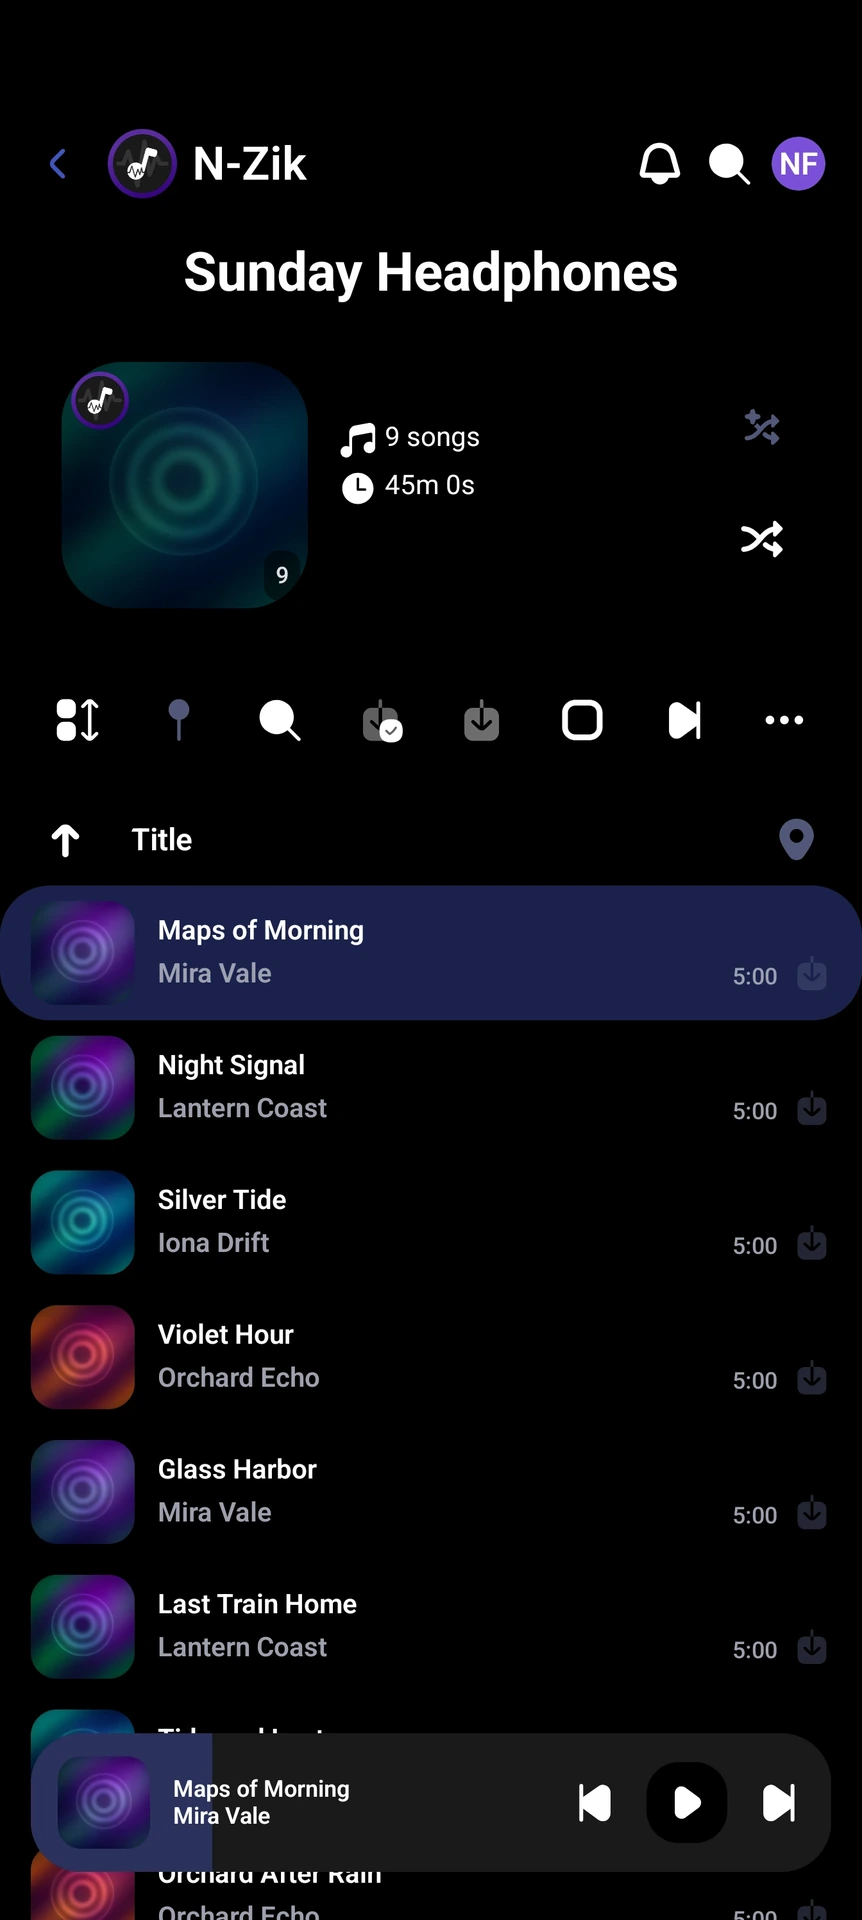 N-Zik
NF
Sunday Headphones
9 songs
45m 0s
9
Title
Maps of Morning
Mira Vale
5:00
Night Signal
Lantern Coast
5:00
Silver Tide
Iona Drift
5:00
Violet Hour
Orchard Echo
5:00
Glass Harbor
Mira Vale
5:00
Last Train Home
Lantern Coast
5:00
Maps of Morning
Mira Vale
Orchard After Rain
Orchard Echo
5:00